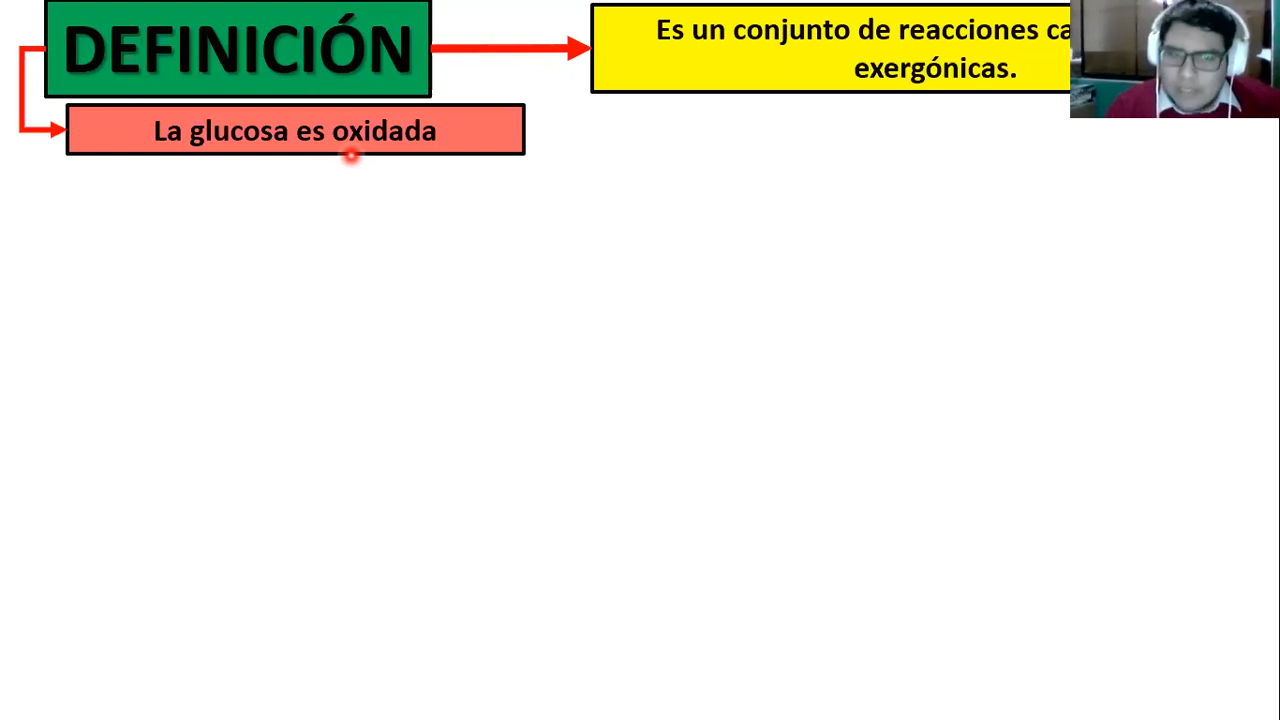 DEFINICIÓN
Es un conjunto de reacciones
exergónicas.
La glucosa es oxidada